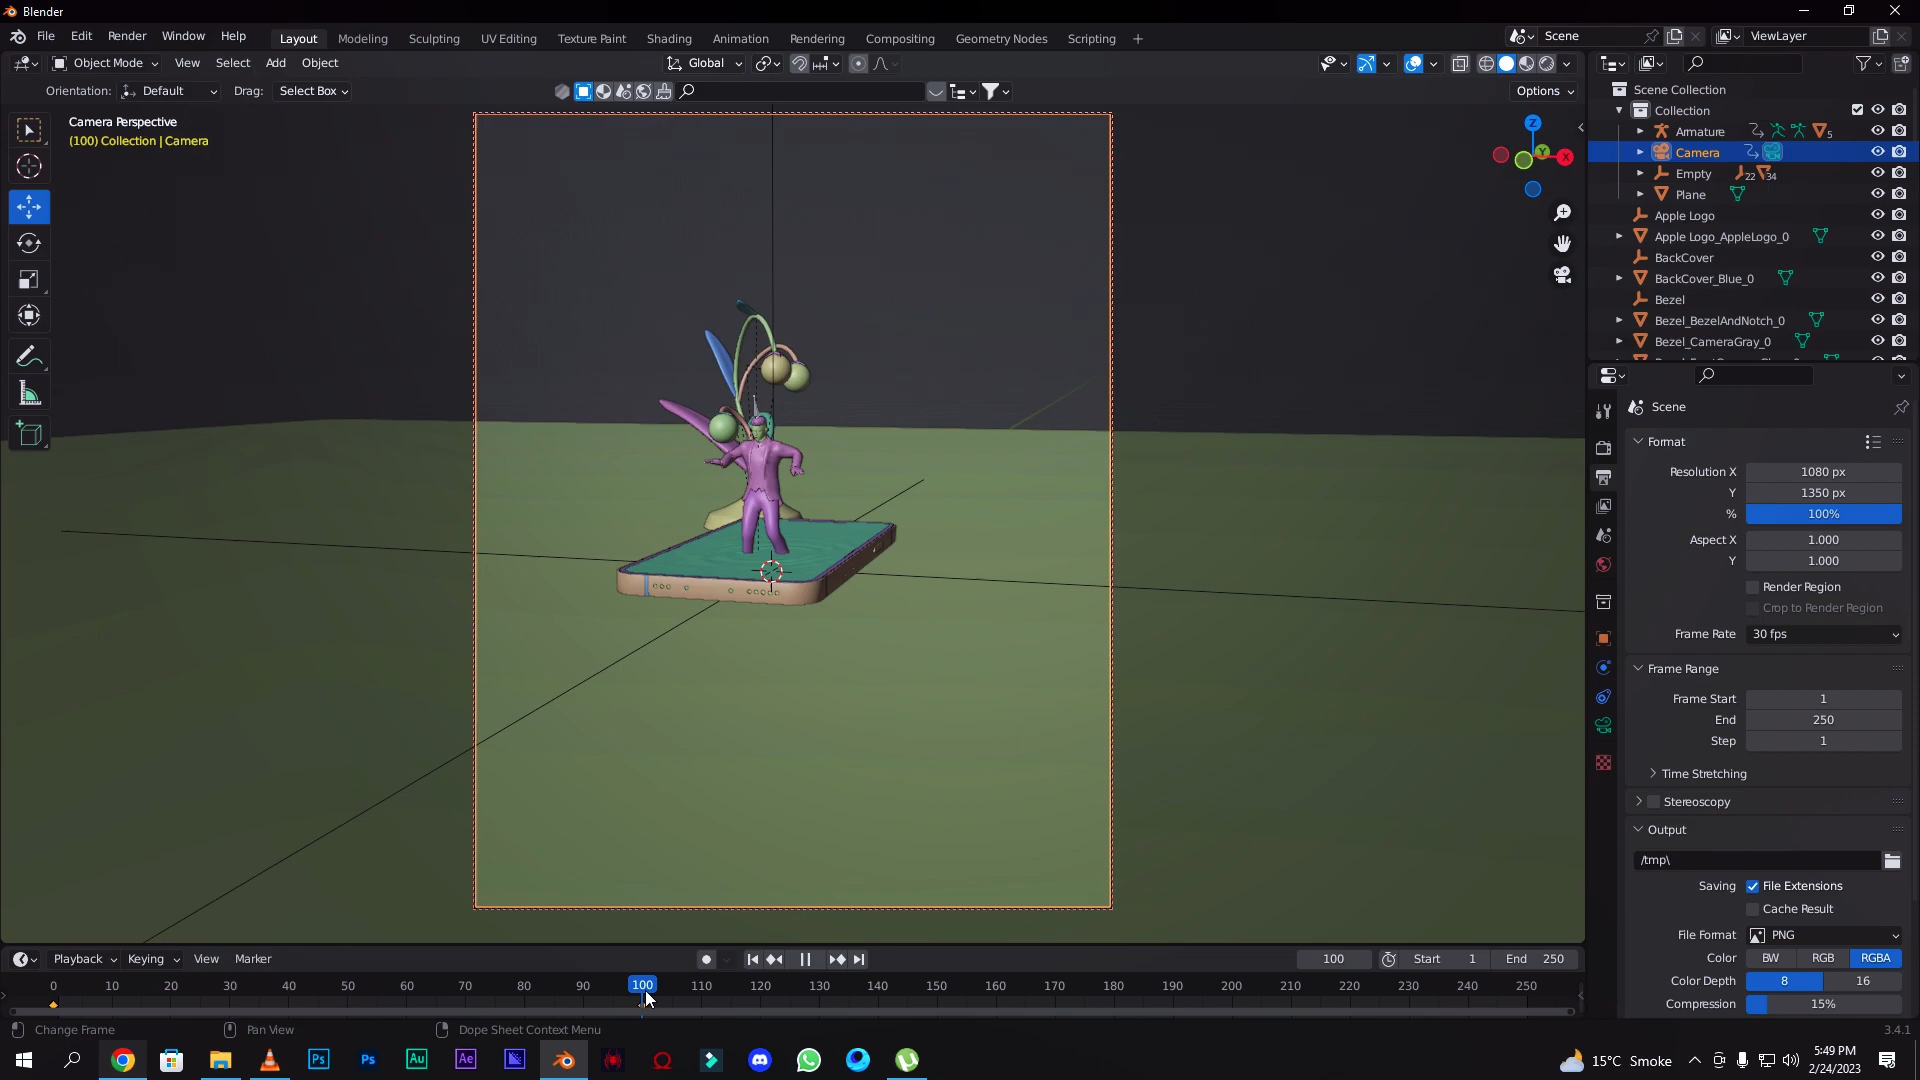 Blender
File Edit Render Window Help Layout Modeling Sculpting UV Editing Texture Paint Shading Animation Rendering Compositing Geometry Nodes Scripting + Scene ViewLayer
Object Mode View Select Add Object Global
Orientation: Default Drag: Select Box Options
Camera Perspective
(100) Collection | Camera
Z
Y
X
Scene Collection
Collection
Armature 5
Camera
Empty 22 34
Plane
Apple Logo
Apple Logo_AppleLogo_0
BackCover
BackCover_Blue_0
Bezel
Bezel_BezelAndNotch_0
Bezel_CameraGray_0
Scene
Format
Resolution X 1080 px
Y 1350 px
% 100%
Aspect X 1.000
Y 1.000
Render Region
Crop to Render Region
Frame Rate 30 fps
Frame Range
Frame Start 1
End 250
Step 1
Time Stretching
Stereoscopy
Output
/tmp\
Saving File Extensions
Cache Result
File Format PNG
Color BW RGB RGBA
Color Depth 8 16
Compression 15%
Playback Keying View Marker 100 Start 1 End 250
0 10 20 30 40 50 60 70 80 90 100 110 120 130 140 150 160 170 180 190 200 210 220 230 240 250
Change Frame Pan View Dope Sheet Context Menu 3.4.1
Ps Ps Au Ae 15°C Smoke 5:49 PM
2/24/2023